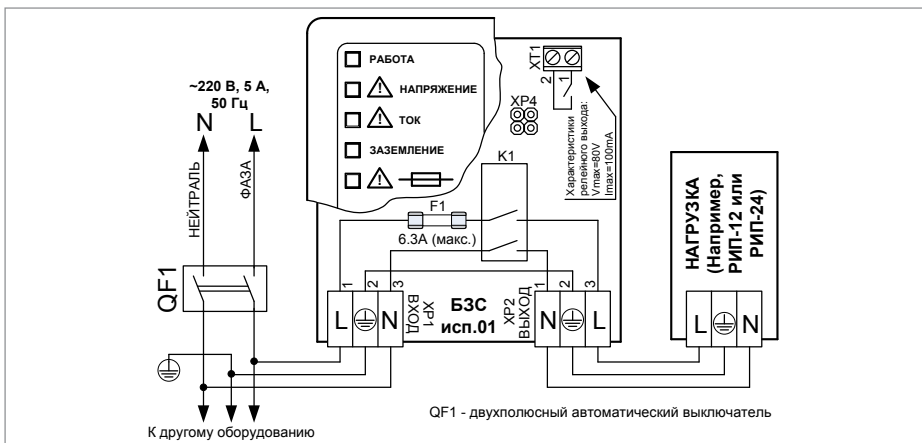 ~220 В, 5 А,
50 Гц
N L
НЕЙТРАЛЬ
ФАЗА
QF1
К другому оборудованию
РАБОТА
НАПРЯЖЕНИЕ
ТОК
ЗАЗЕМЛЕНИЕ
XT1
2 1
XP4
Характеристики
релейного выхода:
Vmax=80V
Imax=100mA
K1
F1
6.3А (макс.)
1 2 3
L N
XP1
ВХОД
БЗС
исп.01
XP2
ВЫХОД
1 2 3
N L
НАГРУЗКА
(Например,
РИП-12 или
РИП-24)
L N
QF1 - двухполюсный автоматический выключатель